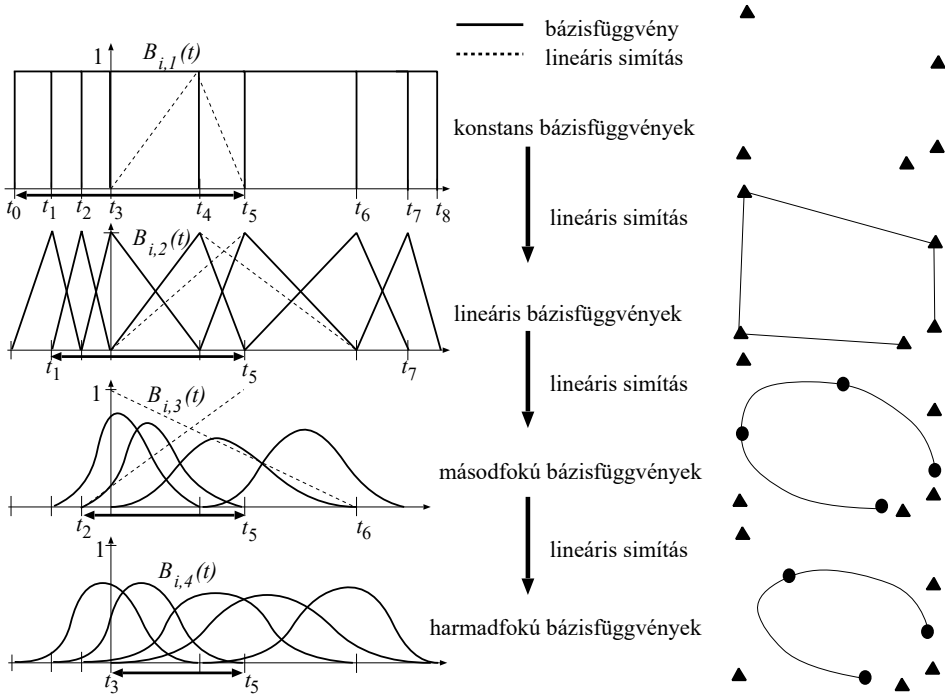 bázisfüggvény
lineáris simítás
1
B_{i,1}(t)
konstans bázisfüggvények
t_0 t_1 t_2 t_3 t_4 t_5 t_6 t_7 t_8
lineáris simítás
B_{i,2}(t)
lineáris bázisfüggvények
t_1 t_5 t_7
lineáris simítás
1
B_{i,3}(t)
másodfokú bázisfüggvények
t_2 t_5 t_6
lineáris simítás
1
B_{i,4}(t)
harmadfokú bázisfüggvények
t_3 t_5